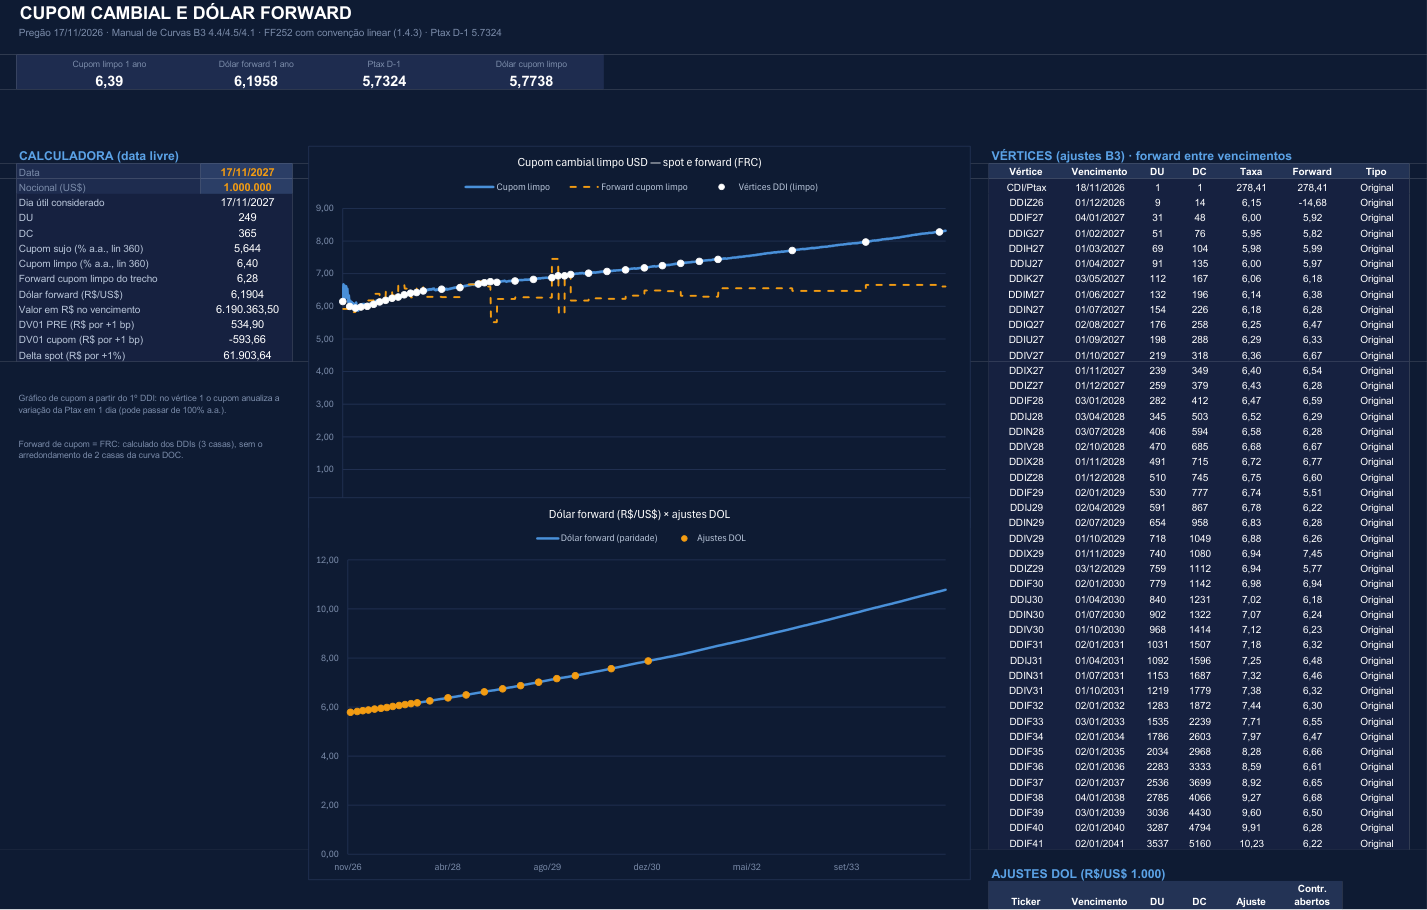 CUPOM CAMBIAL E DÓLAR FORWARD
Pregão 17/11/2026 · Manual de Curvas B3 4.4/4.5/4.1 · FF252 com convenção linear (1.4.3) · Ptax D-1 5.7324
Cupom limpo 1 ano Dólar forward 1 ano Ptax D-1 Dólar cupom limpo
6,39 6,1958 5,7324 5,7738
CALCULADORA (data livre)
Data 17/11/2027
Nocional (US$) 1.000.000
Dia útil considerado 17/11/2027
DU 249
DC 365
Cupom sujo (% a.a., lin 360) 5,644
Cupom limpo (% a.a., lin 360) 6,40
Forward cupom limpo do trecho 6,28
Dólar forward (R$/US$) 6,1904
Valor em R$ no vencimento 6.190.363,50
DV01 PRE (R$ por +1 bp) 534,90
DV01 cupom (R$ por +1 bp) -593,66
Delta spot (R$ por +1%) 61.903,64
Gráfico de cupom a partir do 1º DDI: no vértice 1 o cupom anualiza a
variação da Ptax em 1 dia (pode passar de 100% a.a.).
Forward de cupom = FRC: calculado dos DDIs (3 casas), sem o
arredondamento de 2 casas da curva DOC.
Cupom cambial limpo USD — spot e forward (FRC)
Cupom limpo Forward cupom limpo Vértices DDI (limpo)
9,00
8,00
7,00
6,00
5,00
4,00
3,00
2,00
1,00
Dólar forward (R$/US$) × ajustes DOL
Dólar forward (paridade) Ajustes DOL
12,00
10,00
8,00
6,00
4,00
2,00
0,00
nov/26 abr/28 ago/29 dez/30 mai/32 set/33
VÉRTICES (ajustes B3) · forward entre vencimentos
Vértice Vencimento DU DC Taxa Forward Tipo
CDI/Ptax 18/11/2026 1 1 278,41 278,41 Original
DDIZ26 01/12/2026 9 14 6,15 -14,68 Original
DDIF27 04/01/2027 31 48 6,00 5,92 Original
DDIG27 01/02/2027 51 76 5,95 5,82 Original
DDIH27 01/03/2027 69 104 5,98 5,99 Original
DDIJ27 01/04/2027 91 135 6,00 5,97 Original
DDIK27 03/05/2027 112 167 6,06 6,18 Original
DDIM27 01/06/2027 132 196 6,14 6,38 Original
DDIN27 01/07/2027 154 226 6,18 6,28 Original
DDIQ27 02/08/2027 176 258 6,25 6,47 Original
DDIU27 01/09/2027 198 288 6,29 6,33 Original
DDIV27 01/10/2027 219 318 6,36 6,67 Original
DDIX27 01/11/2027 239 349 6,40 6,54 Original
DDIZ27 01/12/2027 259 379 6,43 6,28 Original
DDIF28 03/01/2028 282 412 6,47 6,59 Original
DDIJ28 03/04/2028 345 503 6,52 6,29 Original
DDIN28 03/07/2028 406 594 6,58 6,28 Original
DDIV28 02/10/2028 470 685 6,68 6,67 Original
DDIX28 01/11/2028 491 715 6,72 6,77 Original
DDIZ28 01/12/2028 510 745 6,75 6,60 Original
DDIF29 02/01/2029 530 777 6,74 5,51 Original
DDIJ29 02/04/2029 591 867 6,78 6,22 Original
DDIN29 02/07/2029 654 958 6,83 6,28 Original
DDIV29 01/10/2029 718 1049 6,88 6,26 Original
DDIX29 01/11/2029 740 1080 6,94 7,45 Original
DDIZ29 03/12/2029 759 1112 6,94 5,77 Original
DDIF30 02/01/2030 779 1142 6,98 6,94 Original
DDIJ30 01/04/2030 840 1231 7,02 6,18 Original
DDIN30 01/07/2030 902 1322 7,07 6,24 Original
DDIV30 01/10/2030 968 1414 7,12 6,23 Original
DDIF31 02/01/2031 1031 1507 7,18 6,32 Original
DDIJ31 01/04/2031 1092 1596 7,25 6,48 Original
DDIN31 01/07/2031 1153 1687 7,32 6,46 Original
DDIV31 01/10/2031 1219 1779 7,38 6,32 Original
DDIF32 02/01/2032 1283 1872 7,44 6,30 Original
DDIF33 03/01/2033 1535 2239 7,71 6,55 Original
DDIF34 02/01/2034 1786 2603 7,97 6,47 Original
DDIF35 02/01/2035 2034 2968 8,28 6,66 Original
DDIF36 02/01/2036 2283 3333 8,59 6,61 Original
DDIF37 02/01/2037 2536 3699 8,92 6,65 Original
DDIF38 04/01/2038 2785 4066 9,27 6,68 Original
DDIF39 03/01/2039 3036 4430 9,60 6,50 Original
DDIF40 02/01/2040 3287 4794 9,91 6,28 Original
DDIF41 02/01/2041 3537 5160 10,23 6,22 Original
AJUSTES DOL (R$/US$ 1.000)
Ticker Vencimento DU DC Ajuste Contr. abertos